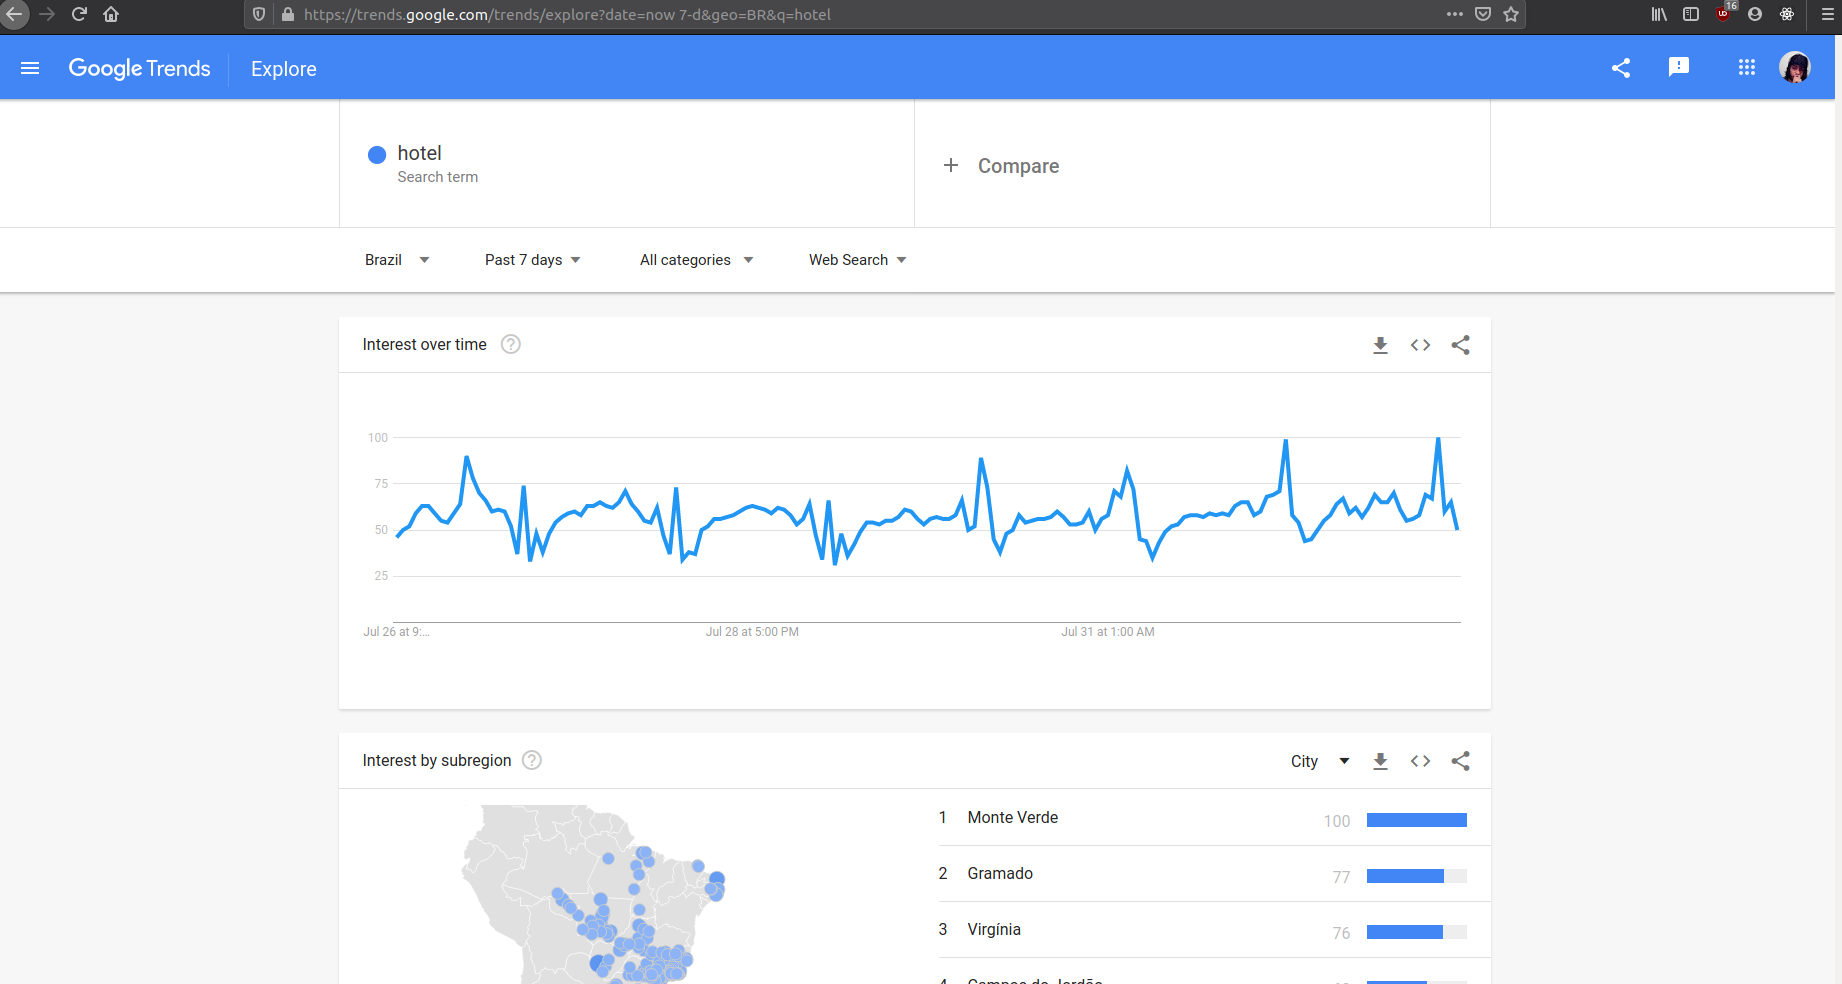 https://trends.google.com/trends/explore?date=now 7-d&geo=BR&q=hotel
16
Google Trends
Explore
hotel
Search term
+ Compare
Brazil
Past 7 days
All categories
Web Search
Interest over time
100
75
50
25
Jul 26 at 9:...
Jul 28 at 5:00 PM
Jul 31 at 1:00 AM
Interest by subregion
City
1 Monte Verde 100
2 Gramado 77
3 Virgínia 76
4 Campos do Jordão